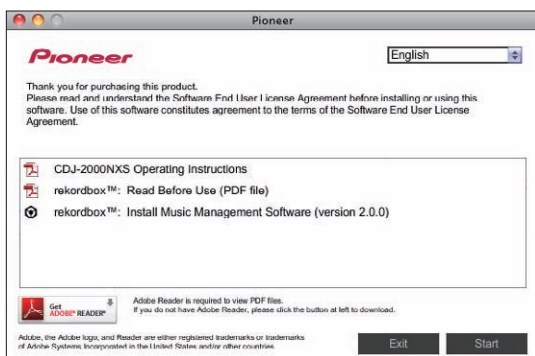 Pioneer
Pioneer
English
Thank you for purchasing this product.
Please read and understand the Software End User License Agreement before installing or using this
software. Use of this software constitutes agreement to the terms of the Software End User License
Agreement.
CDJ-2000NXS Operating Instructions
rekordbox™: Read Before Use (PDF file)
rekordbox™: Install Music Management Software (version 2.0.0)
Get
ADOBE® READER®
Adobe Reader is required to view PDF files.
If you do not have Adobe Reader, please click the button at left to download.
Adobe, the Adobe logo, and Reader are either registered trademarks or trademarks
of Adobe Systems Incorporated in the United States and/or other countries.
Exit
Start